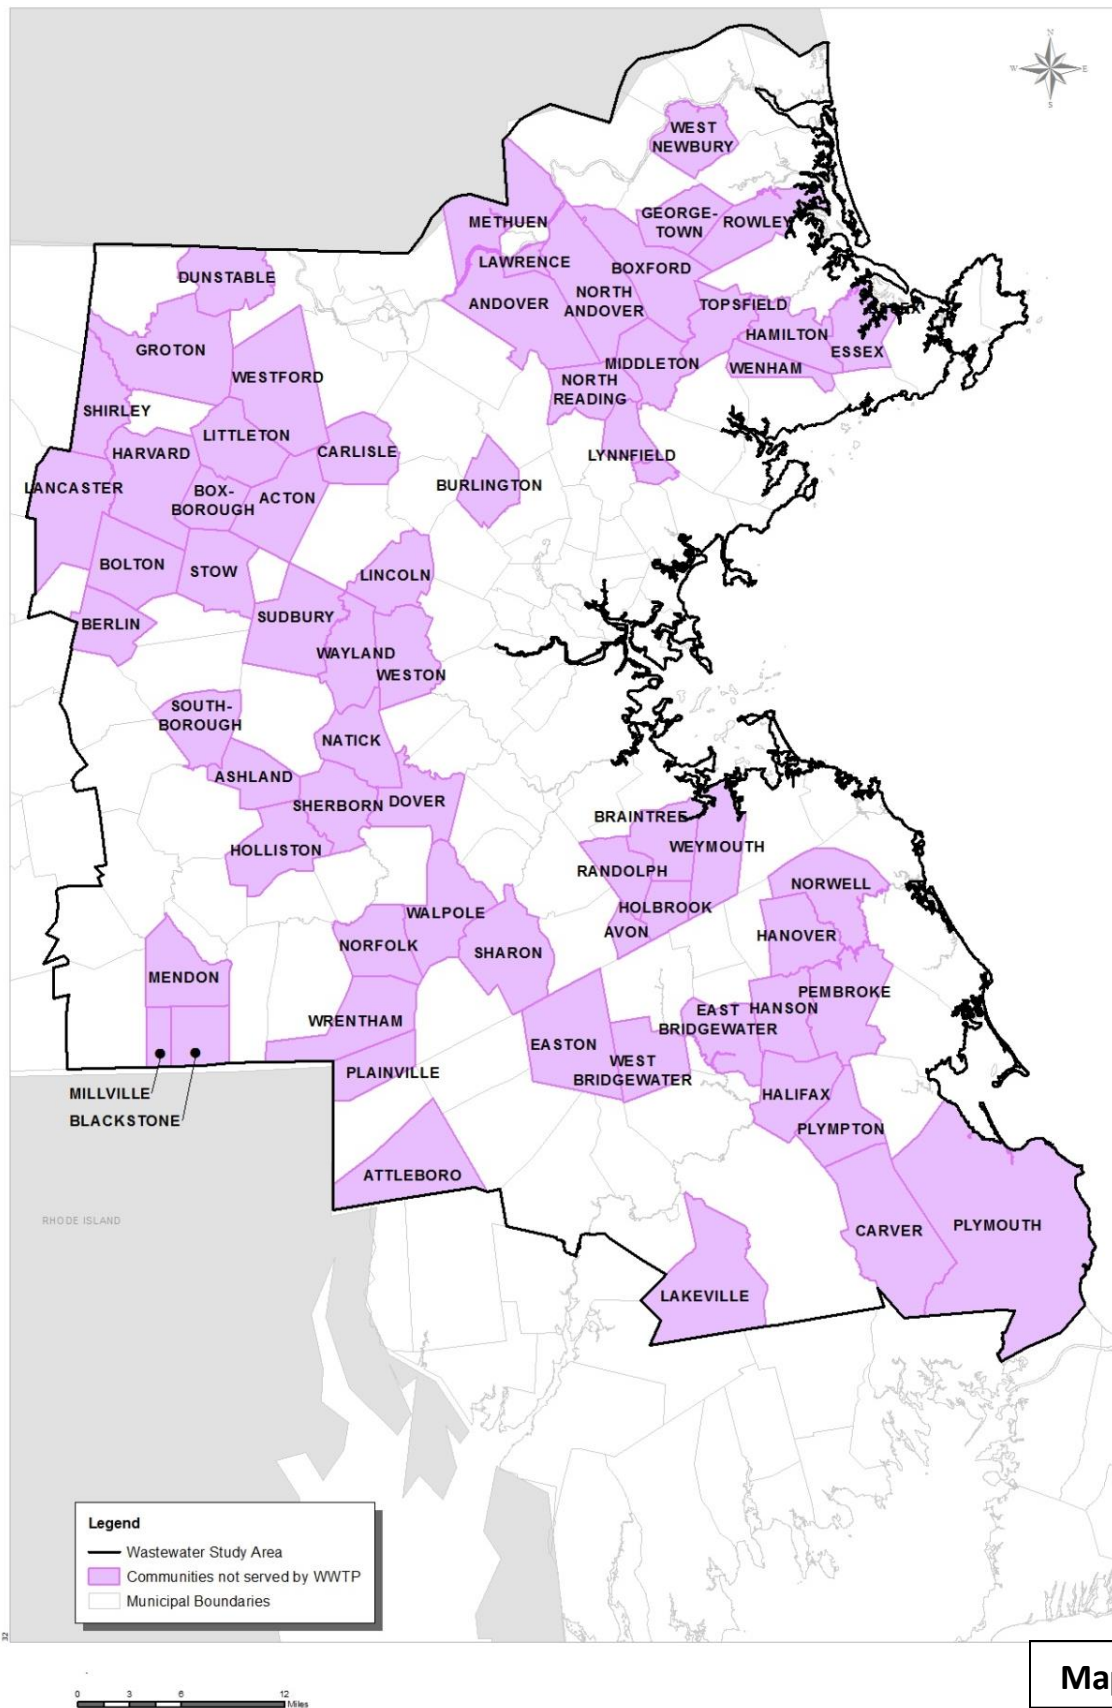 N
W E
S
WEST
NEWBURY
GEORGE-
TOWN
ROWLEY
METHUEN
LAWRENCE
BOXFORD
ANDOVER
NORTH
ANDOVER
TOPSFIELD
HAMILTON
ESSEX
WENHAM
MIDDLETON
NORTH
READING
LYNNFIELD
DUNSTABLE
GROTON
WESTFORD
SHIRLEY
LITTLETON
CARLISLE
HARVARD
LANCASTER
BOX-
BOROUGH
ACTON
BURLINGTON
BOLTON
STOW
LINCOLN
BERLIN
SUDBURY
WAYLAND
WESTON
SOUTH-
BOROUGH
NATICK
ASHLAND
SHERBORN
DOVER
HOLLISTON
BRAINTREE
WEYMOUTH
RANDOLPH
HOLBROOK
AVON
NORWELL
HANOVER
WALPOLE
NORFOLK
SHARON
MENDON
PEMBROKE
HANSON
EAST
BRIDGEWATER
WRENTHAM
EASTON
WEST
BRIDGEWATER
PLAINVILLE
MILLVILLE
BLACKSTONE
HALIFAX
PLYMPTON
ATTLEBORO
RHODE ISLAND
CARVER
PLYMOUTH
LAKEVILLE
Legend
Wastewater Study Area
Communities not served by WWTP
Municipal Boundaries
32
Map
0 3 6 12
Miles